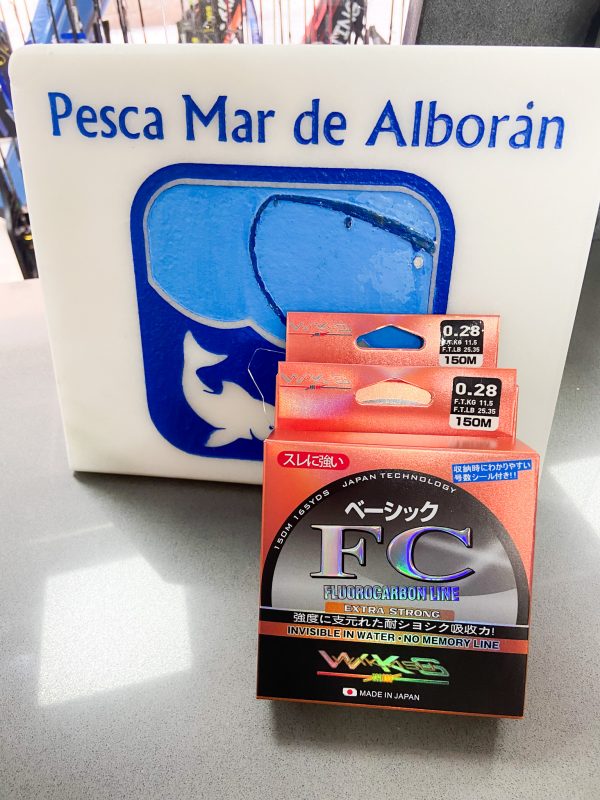 Pesca Mar de Alborán
0.28
F.T.KG 11.5
F.T.LB 25.35
150M
0.28
F.T.KG 11.5
F.T.LB 25.35
150M
スレに強い
収納時にわかりやすい
号数シール付き!!
150M 165YDS JAPAN TECHNOLOGY
ベーシック
FC
FLUOROCARBON LINE
EXTRA STRONG
強度に支元れた耐ショシク吸收力!
INVISIBLE IN WATER・NO MEMORY LINE
MADE IN JAPAN